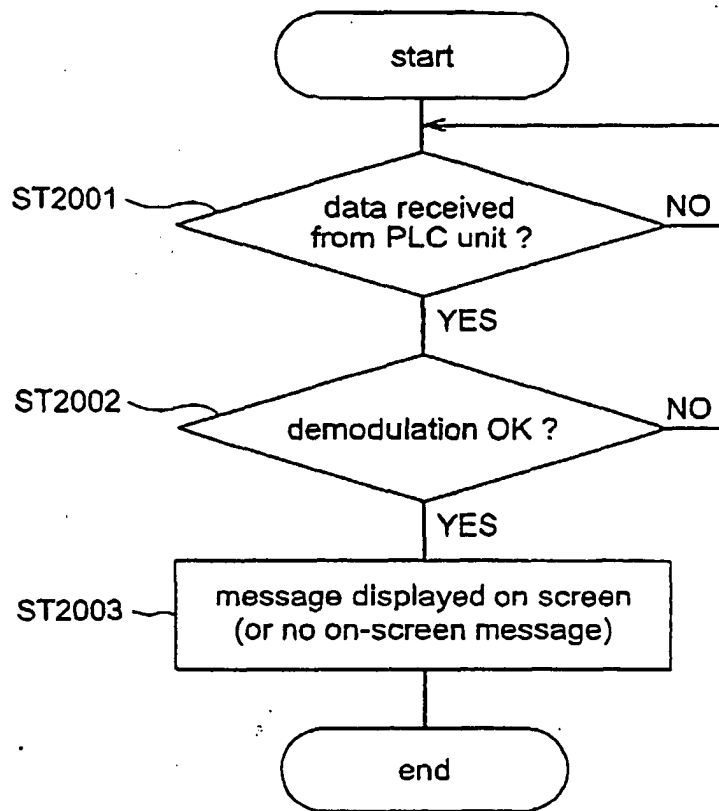 start
ST2001
data received
from PLC unit ?
NO
YES
ST2002
demodulation OK ?
NO
YES
ST2003
message displayed on screen
(or no on-screen message)
end